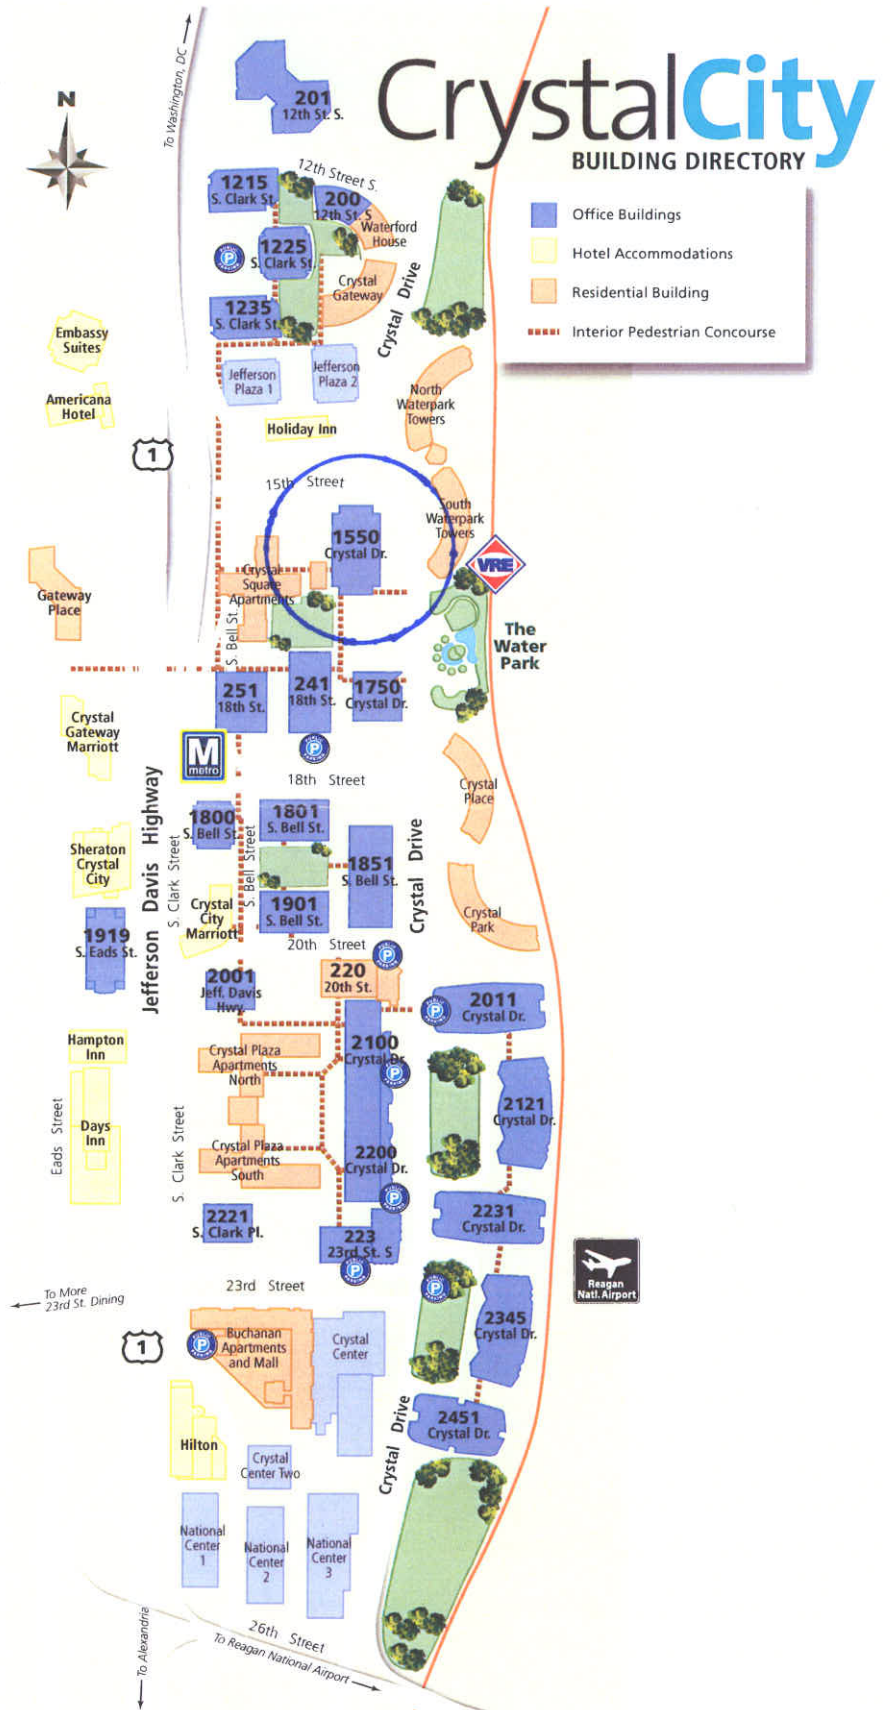 To Washington, DC
N
CrystalCity
BUILDING DIRECTORY
Office Buildings
Hotel Accommodations
Residential Building
Interior Pedestrian Concourse
201
12th St. S.
12th Street S.
1215
S. Clark St.
200
12th St. S
Waterford
House
1225
S. Clark St.
P
Crystal
Gateway
Crystal Drive
1235
S. Clark St.
Embassy
Suites
Jefferson
Plaza 1
Jefferson
Plaza 2
Americana
Hotel
North
Waterpark
Towers
Holiday Inn
1
15th Street
South
Waterpark
Towers
1550
Crystal Dr.
VRE
Crystal
Square
Apartments
Gateway
Place
S. Bell St.
The
Water
Park
251
18th St.
241
18th St.
1750
Crystal Dr.
Crystal
Gateway
Marriott
M
metro
P
18th Street
Crystal
Place
Jefferson Davis Highway
1800
S. Bell St.
1801
S. Bell St.
Sheraton
Crystal
City
S. Clark Street
S. Bell Street
1851
S. Bell St.
Crystal Drive
Crystal
City
Marriott
1901
S. Bell St.
Crystal
Park
1919
S. Eads St.
20th Street
P
2001
Jeff. Davis
Hwy.
220
20th St.
P
2011
Crystal Dr.
Hampton
Inn
Crystal Plaza
Apartments
North
2100
Crystal Dr.
P
Eads Street
Days
Inn
S. Clark Street
2121
Crystal Dr.
Crystal Plaza
Apartments
South
2200
Crystal Dr.
P
2221
S. Clark Pl.
223
23rd St. S
P
2231
Crystal Dr.
Reagan
Natl. Airport
23rd Street
To More
23rd St. Dining
P
2345
Crystal Dr.
1
P
Buchanan
Apartments
and Mall
Crystal
Center
Crystal Drive
2451
Crystal Dr.
Hilton
Crystal
Center Two
National
Center
1
National
Center
2
National
Center
3
26th Street
To Alexandria
To Reagan National Airport